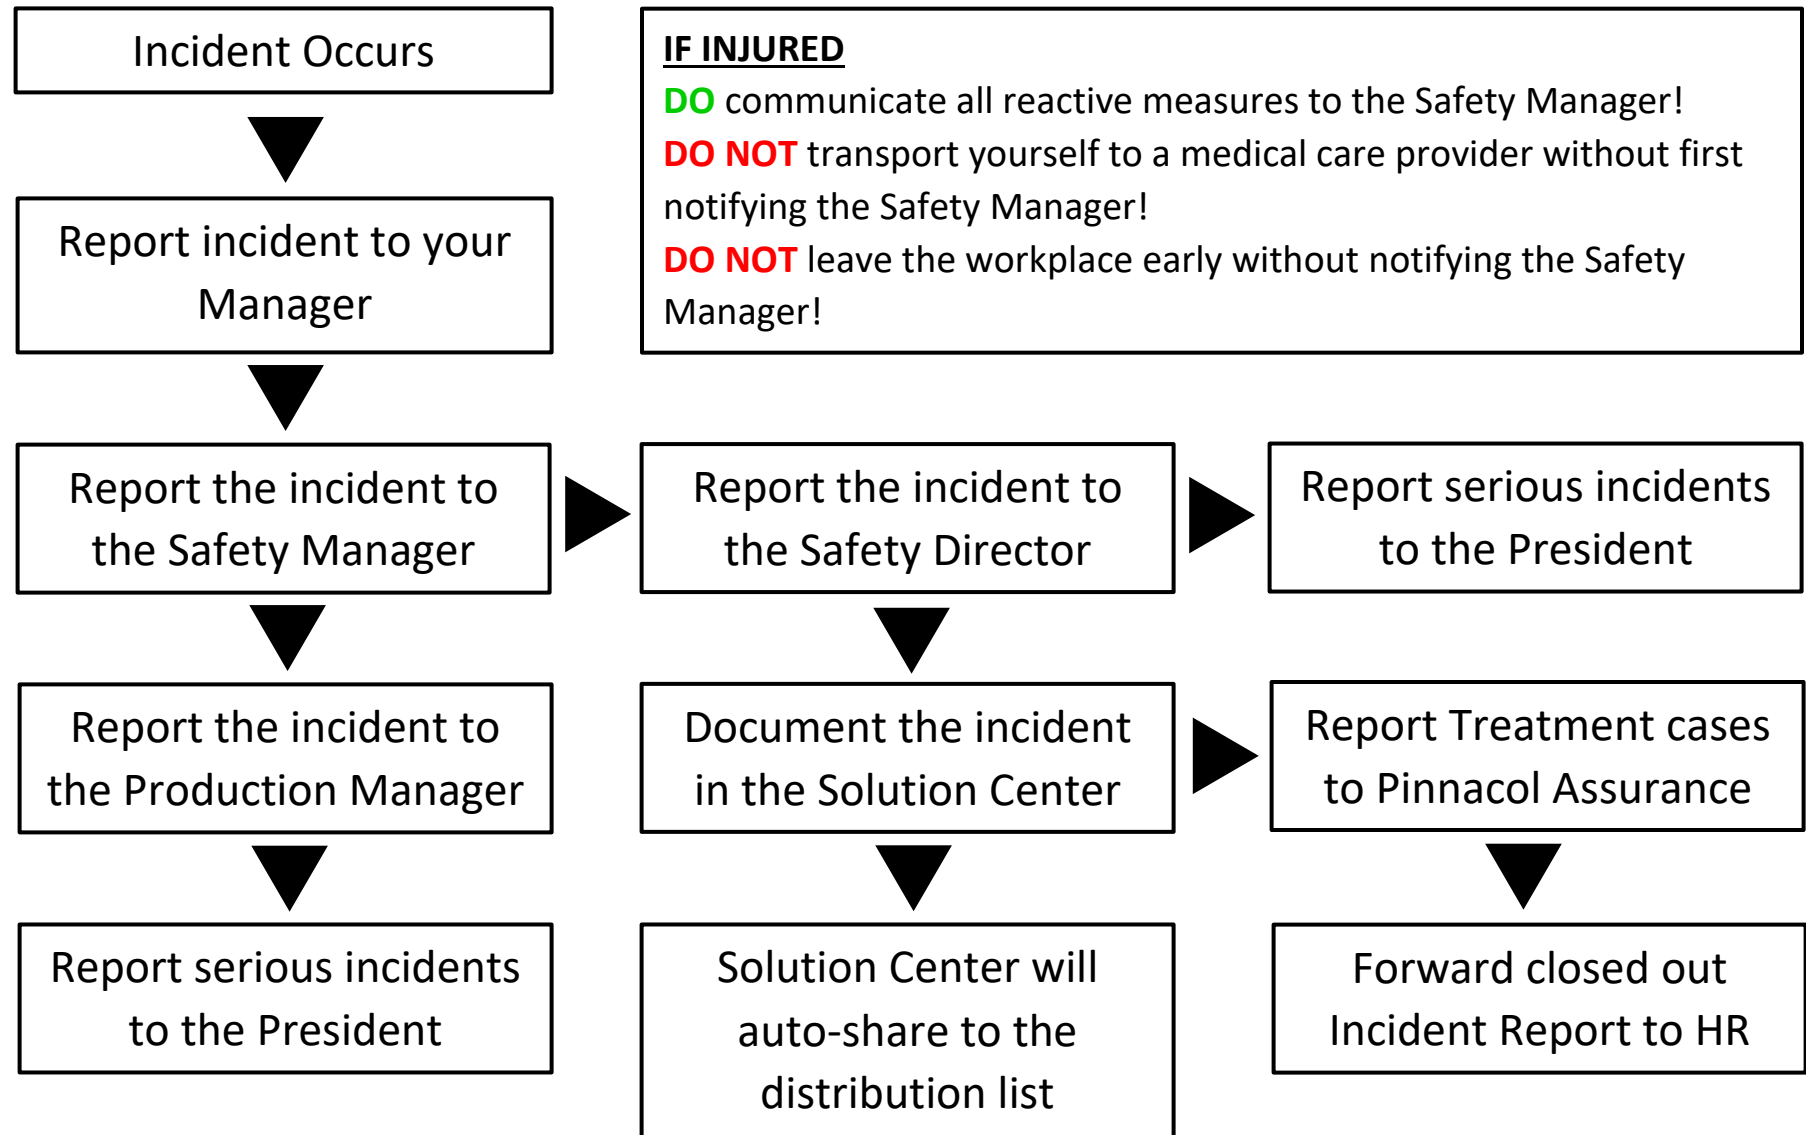 Incident Occurs
IF INJURED
DO communicate all reactive measures to the Safety Manager!
DO NOT transport yourself to a medical care provider without first
notifying the Safety Manager!
DO NOT leave the workplace early without notifying the Safety
Manager!
Report incident to your
Manager
Report the incident to
the Safety Manager
Report the incident to
the Safety Director
Report serious incidents
to the President
Report the incident to
the Production Manager
Document the incident
in the Solution Center
Report Treatment cases
to Pinnacol Assurance
Report serious incidents
to the President
Solution Center will
auto-share to the
distribution list
Forward closed out
Incident Report to HR